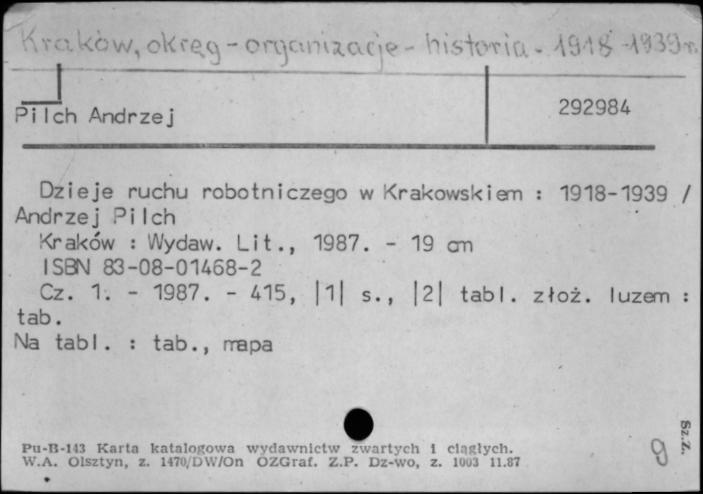 Kraków, okręg - organizacje - historia - 1918-1939 r.
Pilch Andrzej
292984
Dzieje ruchu robotniczego w Krakowskiem : 1918-1939 /
Andrzej Pilch
Kraków : Wydaw. Lit., 1987. - 19 cm
ISBN 83-08-01468-2
Cz. 1. - 1987. - 415, |1| s., |2| tabl. złoż. luzem :
tab.
Na tabl. : tab., mapa
Pu-B-143 Karta katalogowa wydawnictw zwartych i ciągłych.
W.A. Olsztyn, z. 1470/DW/On OZGraf. Z.P. Dz-wo, z. 1003 11.87
g
Sz.Z.